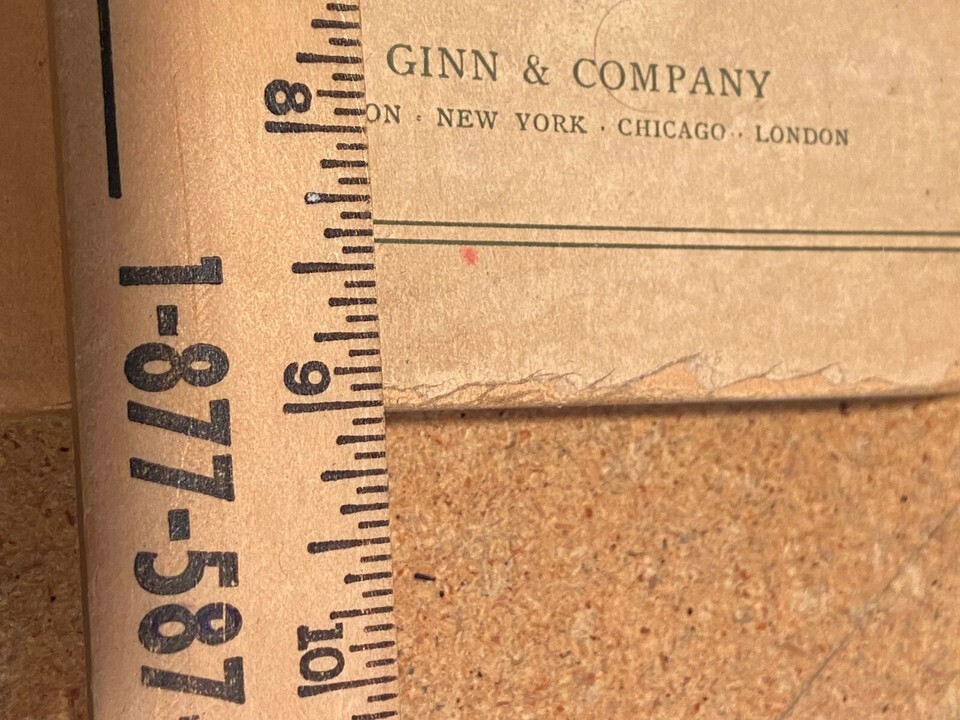 GINN & COMPANY
ON · NEW YORK · CHICAGO · LONDON
8
9
10
1-877-587